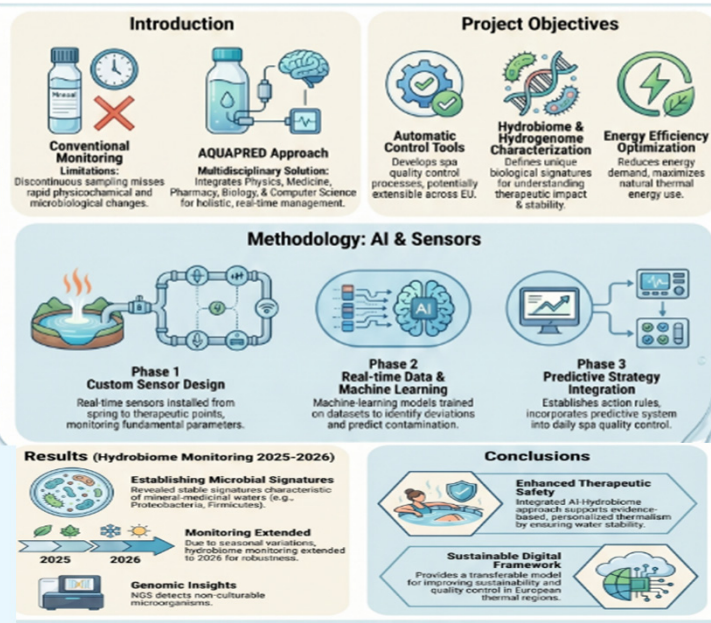 Introduction
Mineral
Conventional
Monitoring
Limitations:
Discontinuous sampling misses
rapid physicochamical and
microbiological changes.
AQUAPRED Approach
Multidisciplinary Solution:
Integrates Physics, Medicine,
Pharmacy, Biology, & Computer Science
for holistic, real-time management.
Project Objectives
Automatic
Control Tools
Develops spa
quality control
processes, potentially
extensible across EU.
Hydrobiome &
Hydrogenome
Characterization
Defines unique
biological signatures
for understanding
therapeutic impact
& stability.
Energy Efficiency
Optimization
Reduces energy
demand, maximizes
natural thermal
energy use.
Methodology: AI & Sensors
Phase 1
Custom Sensor Design
Real-time sensors installed from
spring to therapeutic points,
monitoring fundamental parameters.
AI
Phase 2
Real-time Data &
Machine Learning
Machine-learning models trained
on datasets to identify deviations
and predict contamination.
Phase 3
Predictive Strategy
Integration
Establishes action rules,
incorporates predictive system
into daily spa quality control.
Results (Hydrobiome Monitoring 2025-2026)
Establishing Microbial Signatures
Revealed stable signatures characteristic
of mineral-medicinal waters (e.g.,
Proteobacteria, Firmicutes).
2025 2026
Monitoring Extended
Due to seasonal variations,
hydrobiome monitoring extended
to 2026 for robustness.
Genomic Insights
NGS detects non-culturable
microorganisms.
Conclusions
Enhanced Therapeutic
Safety
Integrated AI-Hydrobiome
approach supports evidence-
based, personalized thermalism
by ensuring water stability.
Sustainable Digital
Framework
Provides a transferable model
for improving sustainability and
quality control in European
thermal regions.